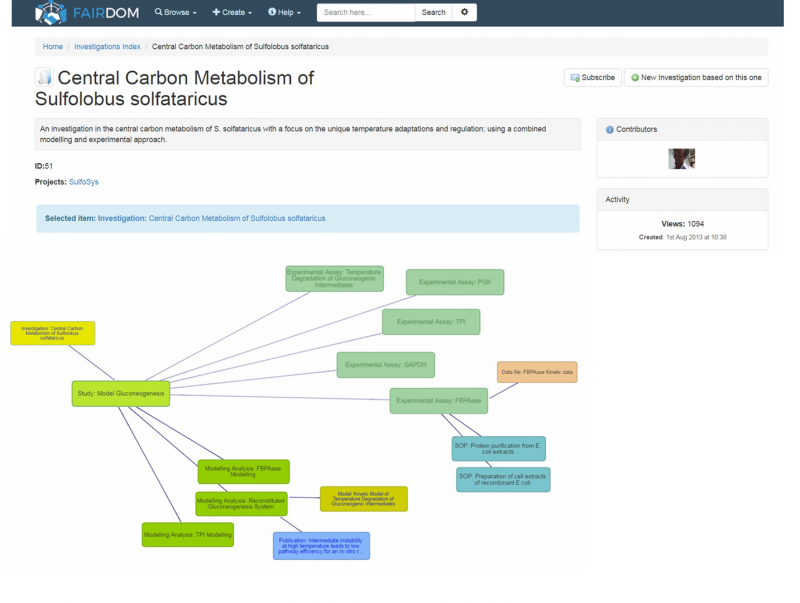 FAIRDOM
Browse
Create
Help
Search here...
Search
Home / Investigations Index / Central Carbon Metabolism of Sulfolobus solfataricus
Central Carbon Metabolism of
Sulfolobus solfataricus
Subscribe
New Investigation based on this one
An investigation in the central carbon metabolism of S. solfataricus with a focus on the unique temperature adaptations and regulation; using a combined
modelling and experimental approach.
ID:51
Projects: SulfoSys
Selected item: Investigation: Central Carbon Metabolism of Sulfolobus solfataricus
Contributors
Activity
Views: 1094
Created: 1st Aug 2013 at 10:38
Experimental Assay: Temperature
Degradation of Gluconeogenic
Intermediates
Experimental Assay: PGK
Experimental Assay: TPI
Investigation: Central Carbon
Metabolism of Sulfolobus
solfataricus
Experimental Assay: GAPDH
Data file: FBPAase Kinetic data
Study: Model Gluconeogenesis
Experimental Assay: FBPAase
SOP: Protein purification from E.
coli extracts
SOP: Preparation of cell extracts
of recombinant E.coli
Modelling Analysis: FBPAase
Modelling
Modelling Analysis: Reconstituted
Gluconeogenesis System
Model: Kinetic Model of
Temperature Degradation of
Gluconeogenic Intermediates
Modelling Analysis: TPI Modelling
Publication: Intermediate instability
at high temperature leads to low
pathway efficiency for an in vitro r...